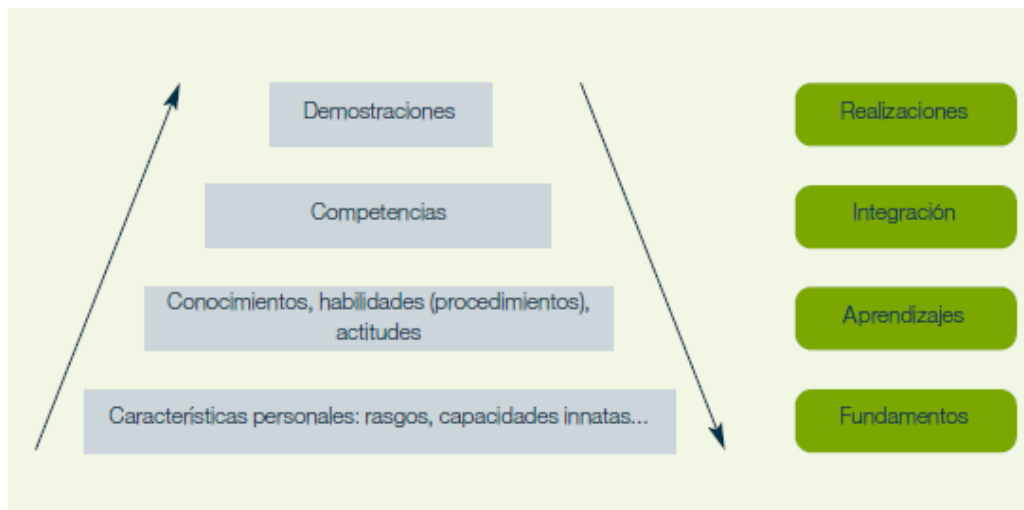 Demostraciones
Realizaciones
Competencias
Integración
Conocimientos, habilidades (procedimientos),
actitudes
Aprendizajes
Características personales: rasgos, capacidades innatas...
Fundamentos